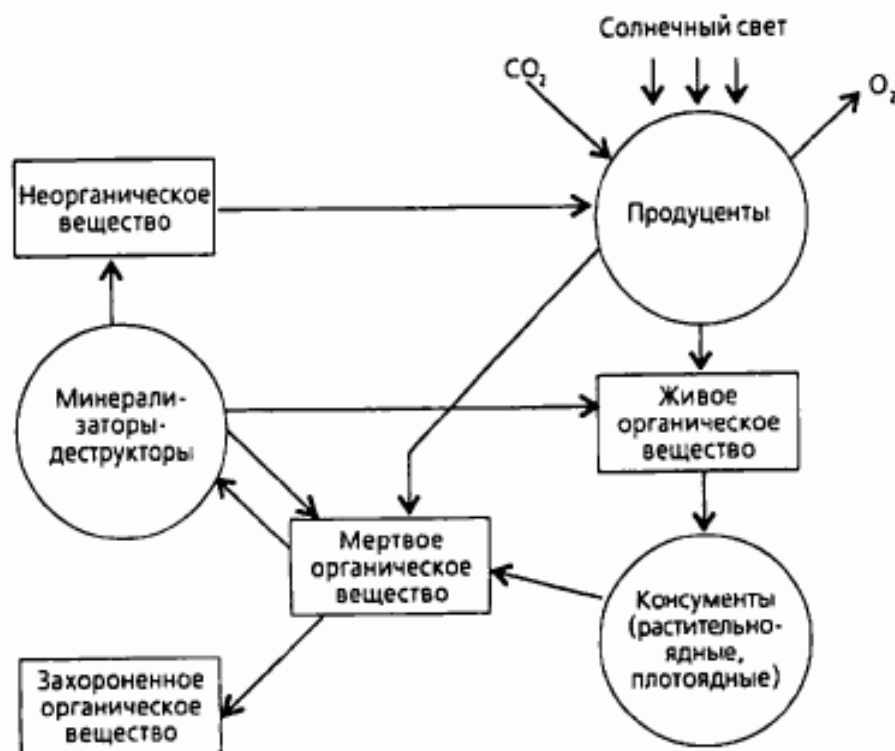 Солнечный свет
CO₂
O₂
Неорганическое
вещество
Продуценты
Минерали-
заторы-
деструкторы
Живое
органическое
вещество
Мертвое
органическое
вещество
Консументы
(растительно-
ядные,
плотоядные)
Захороненное
органическое
вещество